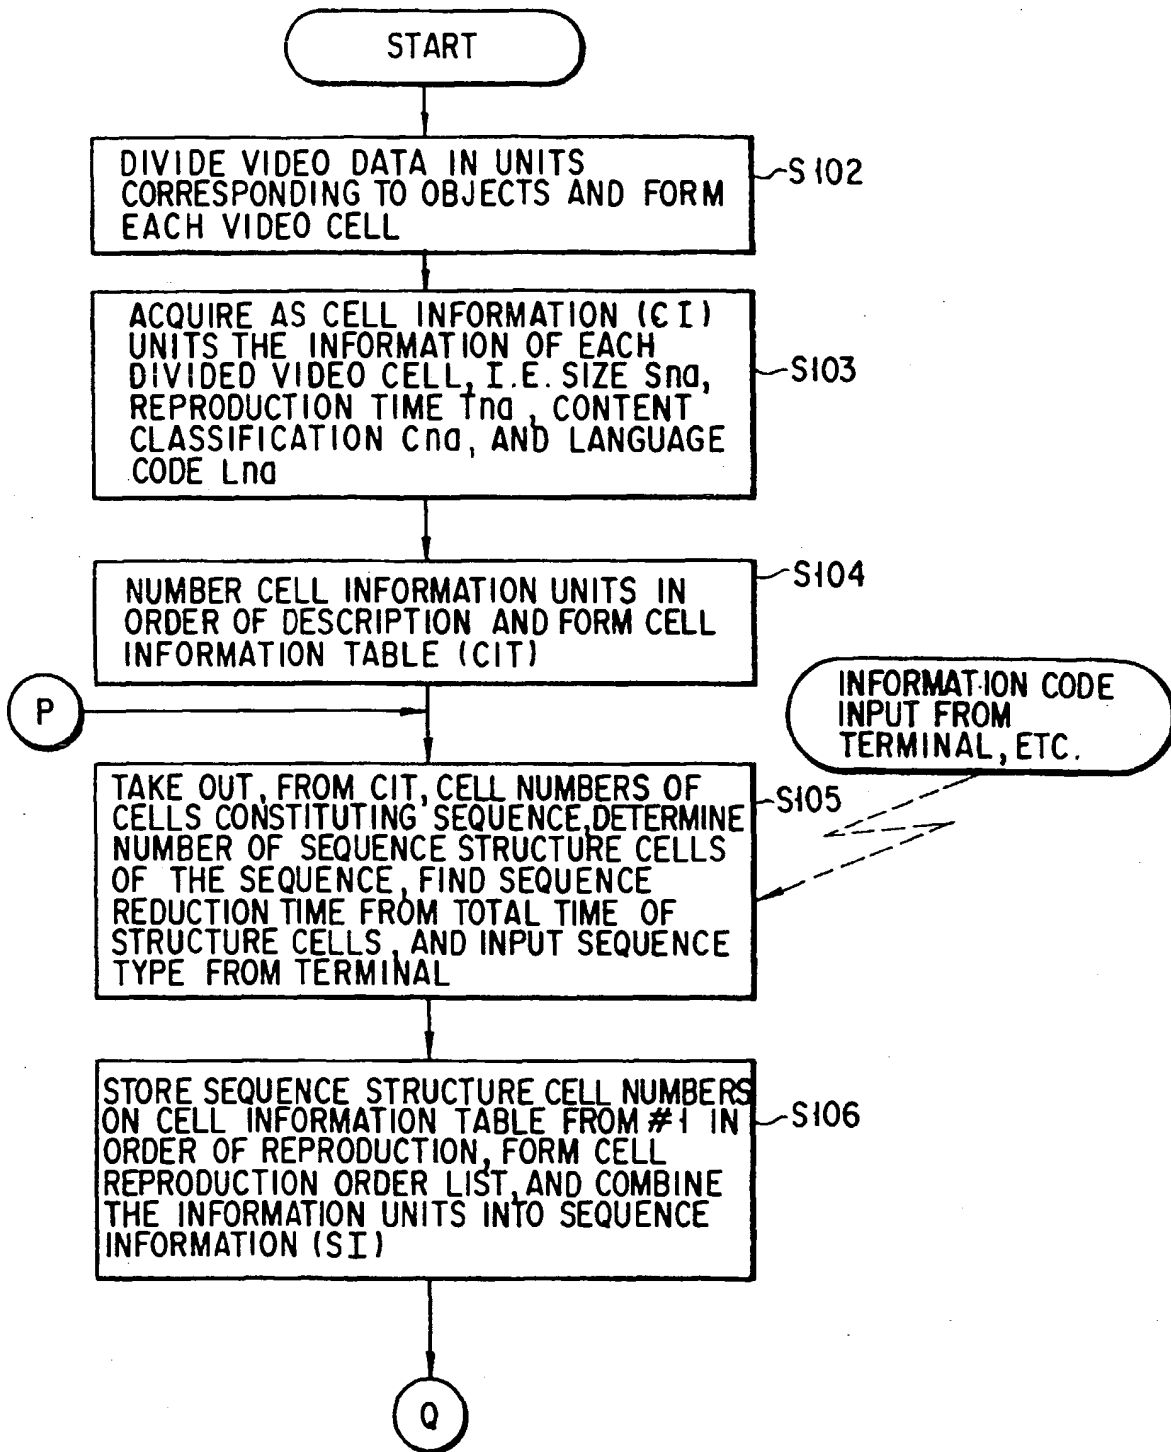 START
DIVIDE VIDEO DATA IN UNITS
CORRESPONDING TO OBJECTS AND FORM
EACH VIDEO CELL
S102
ACQUIRE AS CELL INFORMATION (CI)
UNITS THE INFORMATION OF EACH
DIVIDED VIDEO CELL, I.E. SIZE Sna,
REPRODUCTION TIME Tna, CONTENT
CLASSIFICATION Cna, AND LANGUAGE
CODE Lna
S103
NUMBER CELL INFORMATION UNITS IN
ORDER OF DESCRIPTION AND FORM CELL
INFORMATION TABLE (CIT)
S104
P
INFORMATION CODE
INPUT FROM
TERMINAL, ETC.
TAKE OUT, FROM CIT, CELL NUMBERS OF
CELLS CONSTITUTING SEQUENCE, DETERMINE
NUMBER OF SEQUENCE STRUCTURE CELLS
OF THE SEQUENCE, FIND SEQUENCE
REDUCTION TIME FROM TOTAL TIME OF
STRUCTURE CELLS, AND INPUT SEQUENCE
TYPE FROM TERMINAL
S105
STORE SEQUENCE STRUCTURE CELL NUMBERS
ON CELL INFORMATION TABLE FROM #1 IN
ORDER OF REPRODUCTION, FORM CELL
REPRODUCTION ORDER LIST, AND COMBINE
THE INFORMATION UNITS INTO SEQUENCE
INFORMATION (SI)
S106
Q